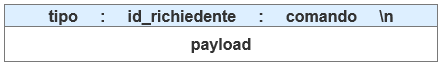 tipo : id_richiedente : comando \n
payload